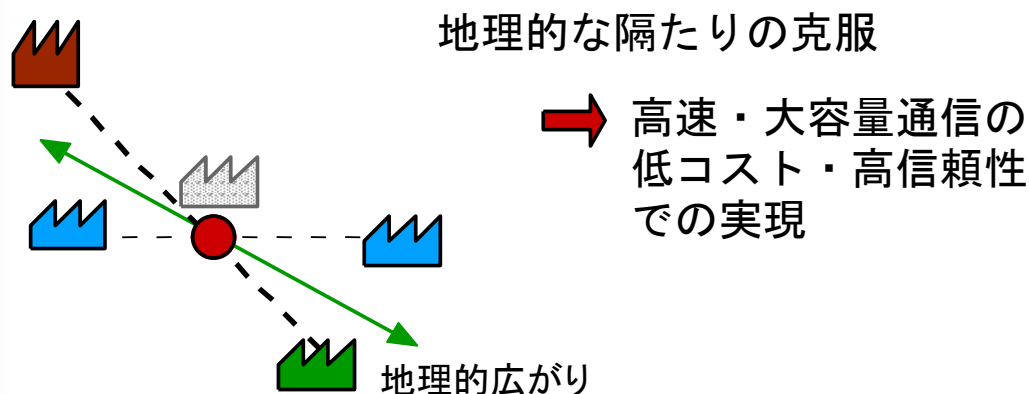 地理的な隔たりの克服
高速・大容量通信の
低コスト・高信頼性
での実現
地理的広がり